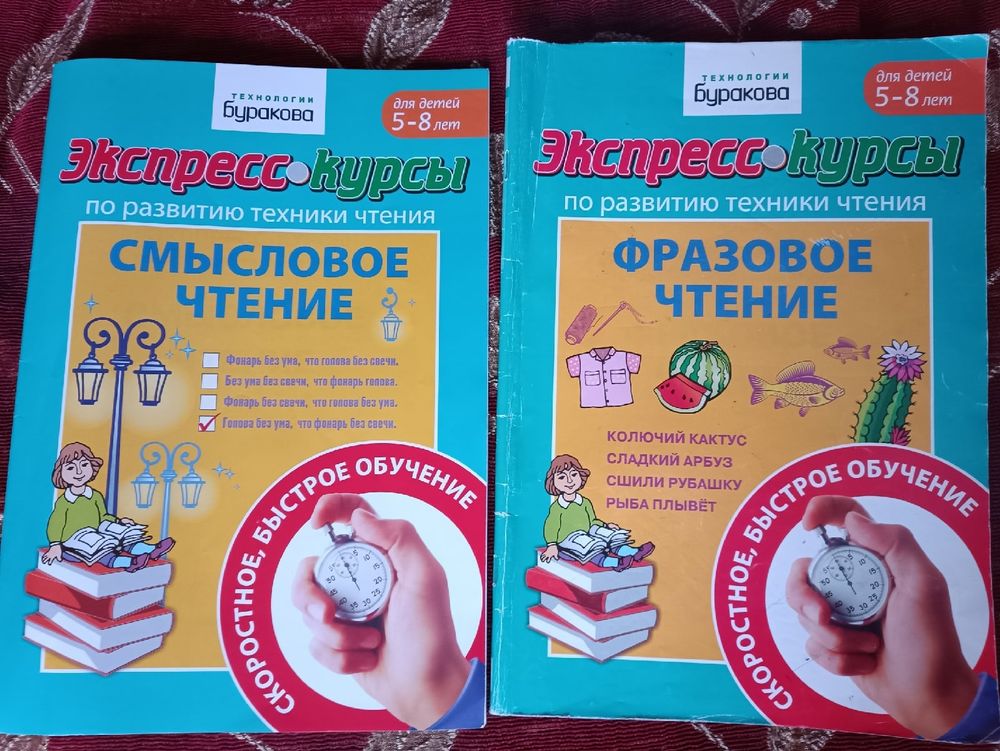 ТЕХНОЛОГИИ
Буракова
для детей
5-8 лет
Экспресс-курсы
по развитию техники чтения
СМЫСЛОВОЕ
ЧТЕНИЕ
Фонарь без ума, что голова без свечи.
Без ума без свечи, что фонарь голова.
Фонарь без свечи, что голова без ума.
Голова без ума, что фонарь без свечи.
СКОРОСТНОЕ, БЫСТРОЕ ОБУЧЕНИЕ
ТЕХНОЛОГИИ
Буракова
для детей
5-8 лет
Экспресс-курсы
по развитию техники чтения
ФРАЗОВОЕ
ЧТЕНИЕ
КОЛЮЧИЙ КАКТУС
СЛАДКИЙ АРБУЗ
СШИЛИ РУБАШКУ
РЫБА ПЛЫВЁТ
СКОРОСТНОЕ, БЫСТРОЕ ОБУЧЕНИЕ